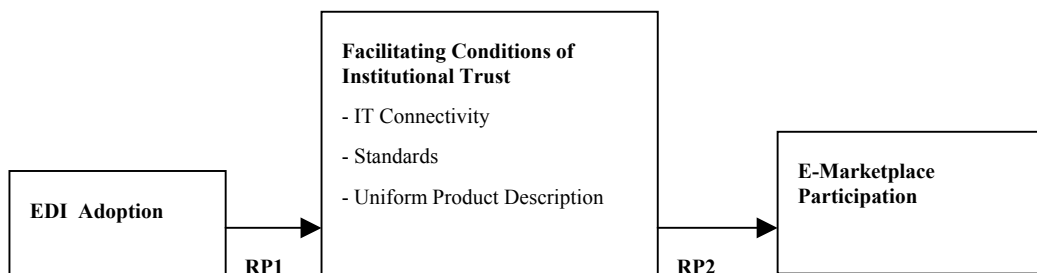 EDI Adoption
RP1
Facilitating Conditions of
Institutional Trust
- IT Connectivity
- Standards
- Uniform Product Description
RP2
E-Marketplace
Participation